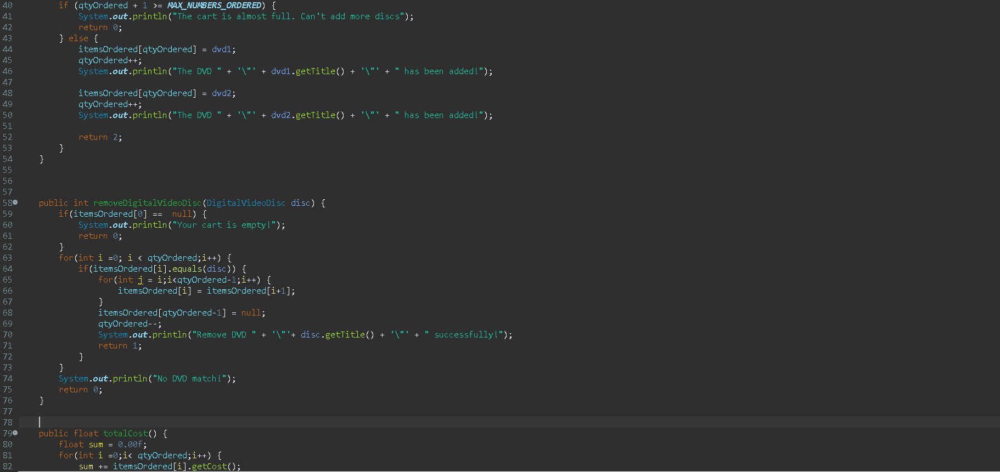 40 if (qtyOrdered + 1 >= MAX_NUMBERS_ORDERED) {
41 System.out.println("The cart is almost full. Can't add more discs");
42 return 0;
43 } else {
44 itemsOrdered[qtyOrdered] = dvd1;
45 qtyOrdered++;
46 System.out.println("The DVD " + '\"' + dvd1.getTitle() + '\"' + " has been added!");
47
48 itemsOrdered[qtyOrdered] = dvd2;
49 qtyOrdered++;
50 System.out.println("The DVD " + '\"' + dvd2.getTitle() + '\"' + " has been added!");
51
52 return 2;
53 }
54 }
55
56
57
58 public int removeDigitalVideoDisc(DigitalVideoDisc disc) {
59 if(itemsOrdered[0] ==  null) {
60 System.out.println("Your cart is empty!");
61 return 0;
62 }
63 for(int i =0; i < qtyOrdered;i++) {
64 if(itemsOrdered[i].equals(disc)) {
65 for(int j = i;i<qtyOrdered-1;i++) {
66 itemsOrdered[i] = itemsOrdered[i+1];
67 }
68 itemsOrdered[qtyOrdered-1] = null;
69 qtyOrdered--;
70 System.out.println("Remove DVD " + '\"'+ disc.getTitle() + '\"' + " successfully!");
71 return 1;
72 }
73 }
74 System.out.println("No DVD match!");
75 return 0;
76 }
77
78
79 public float totalCost() {
80 float sum = 0.00f;
81 for(int i =0;i< qtyOrdered;i++) {
82 sum += itemsOrdered[i].getCost();